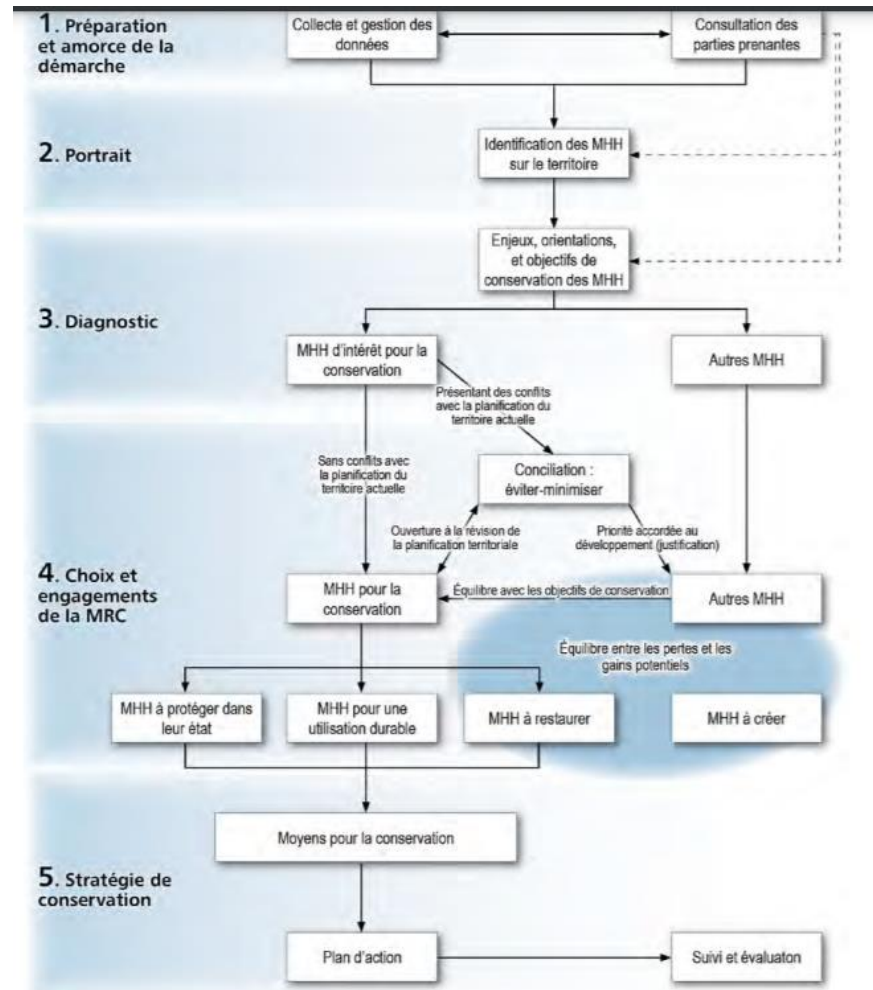 1. Préparation
et amorce de la
démarche
Collecte et gestion des
données
Consultation des
parties prenantes
2. Portrait
Identification des MHH
sur le territoire
Enjeux, orientations,
et objectifs de
conservation des MHH
3. Diagnostic
MHH d'intérêt pour la
conservation
Autres MHH
Présentant des conflits
avec la planification du
territoire actuelle
Sans conflits avec
la planification du
territoire actuelle
Conciliation :
éviter-minimiser
Ouverture à la révision de
la planification territoriale
Priorité accordée au
développement (justification)
4. Choix et
engagements
de la MRC
MHH pour la
conservation
Équilibre avec les objectifs de conservation
Autres MHH
Équilibre entre les pertes et les
gains potentiels
MHH à protéger dans
leur état
MHH pour une
utilisation durable
MHH à restaurer
MHH à créer
Moyens pour la conservation
5. Stratégie de
conservation
Plan d'action
Suivi et évaluaton